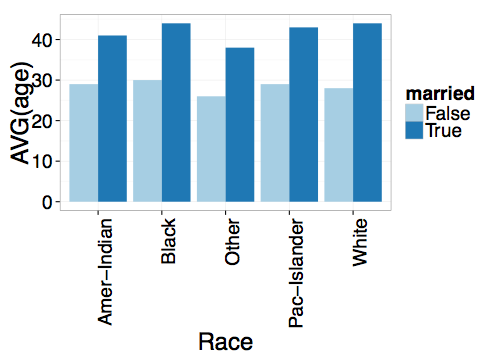 AVG(age)
40
30
20
10
0
Amer-Indian
Black
Other
Pac-Islander
White
Race
married
False
True